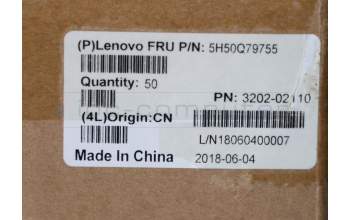 (P)Lenovo FRU P/N: 5H50Q79755
Quantity: 50
PN: 3202-02110
(4L)Origin:CN
L/N18060400007
Made In China 2018-06-04